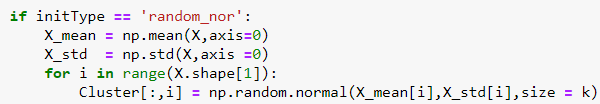 if initType == 'random_nor':
X_mean = np.mean(X,axis=0)
X_std  = np.std(X,axis =0)
for i in range(X.shape[1]):
Cluster[:,i] = np.random.normal(X_mean[i],X_std[i],size = k)